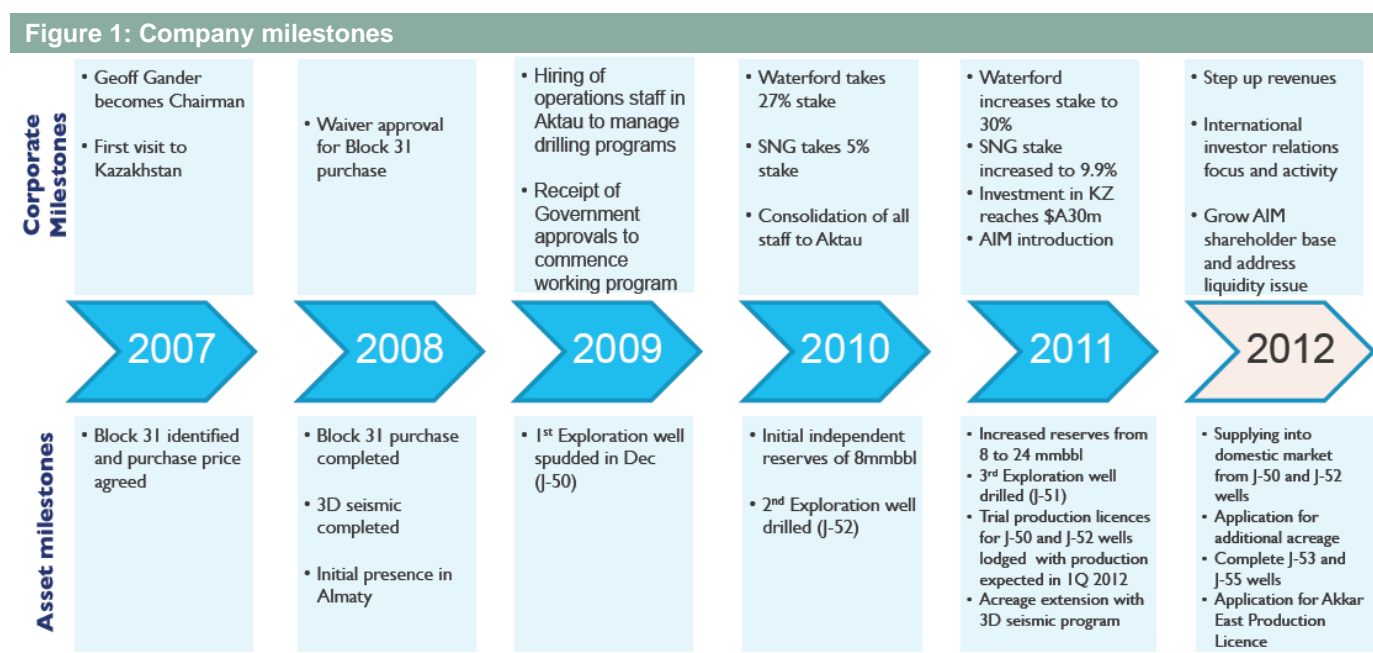 Figure 1: Company milestones
Corporate
Milestones
• Geoff Gander
becomes Chairman
• First visit to
Kazakhstan
• Waiver approval
for Block 31
purchase
• Hiring of
operations staff in
Aktau to manage
drilling programs
• Receipt of
Government
approvals to
commence
working program
• Waterford takes
27% stake
• SNG takes 5%
stake
• Consolidation of all
staff to Aktau
• Waterford
increases stake to
30%
• SNG stake
increased to 9.9%
• Investment in KZ
reaches $A30m
• AIM introduction
• Step up revenues
• International
investor relations
focus and activity
• Grow AIM
shareholder base
and address
liquidity issue
2007
2008
2009
2010
2011
2012
Asset milestones
• Block 31 identified
and purchase price
agreed
• Block 31 purchase
completed
• 3D seismic
completed
• Initial presence in
Almaty
• 1st Exploration well
spudded in Dec
(J-50)
• Initial independent
reserves of 8mmbbl
• 2nd Exploration well
drilled (J-52)
• Increased reserves from
8 to 24 mmbbl
• 3rd Exploration well
drilled (J-51)
• Trial production licences
for J-50 and J-52 wells
lodged with production
expected in 1Q 2012
• Acreage extension with
3D seismic program
• Supplying into
domestic market
from J-50 and J-52
wells
• Application for
additional acreage
• Complete J-53 and
J-55 wells
• Application for Akkar
East Production
Licence